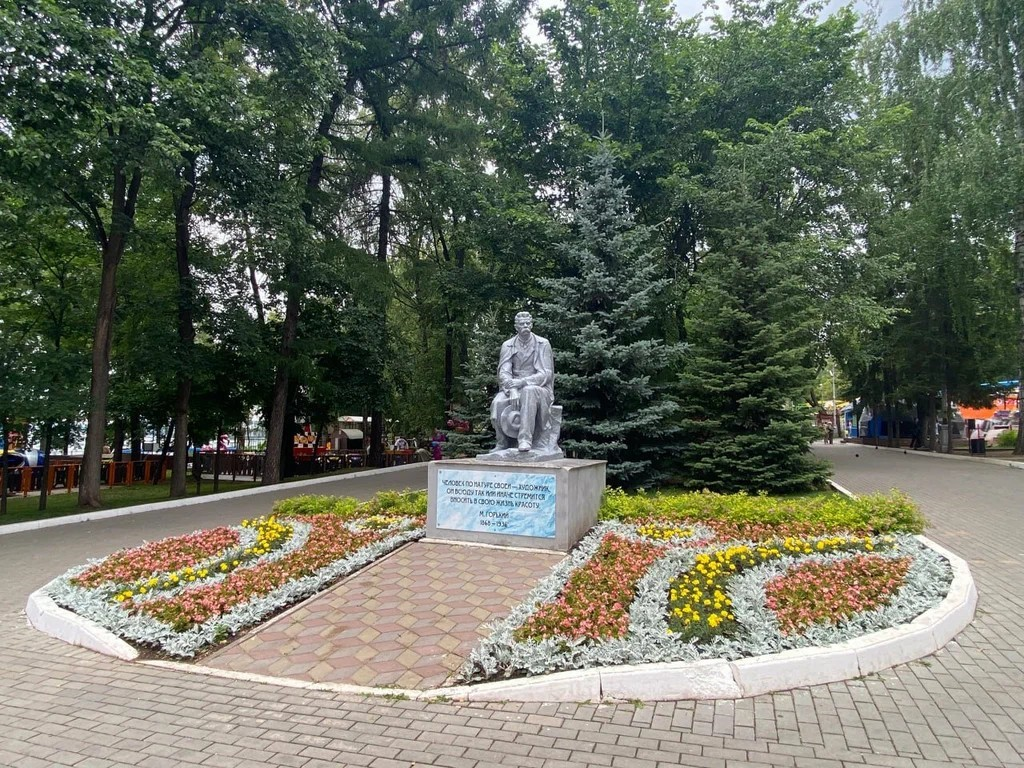 ЧЕЛОВЕК ПО НАТУРЕ СВОЕЙ — ХУДОЖНИК.
ОН ВСЮДУ ТАК ИЛИ ИНАЧЕ СТРЕМИТСЯ
ВНОСИТЬ В СВОЮ ЖИЗНЬ КРАСОТУ.
М. ГОРЬКИЙ
1868 - 1936